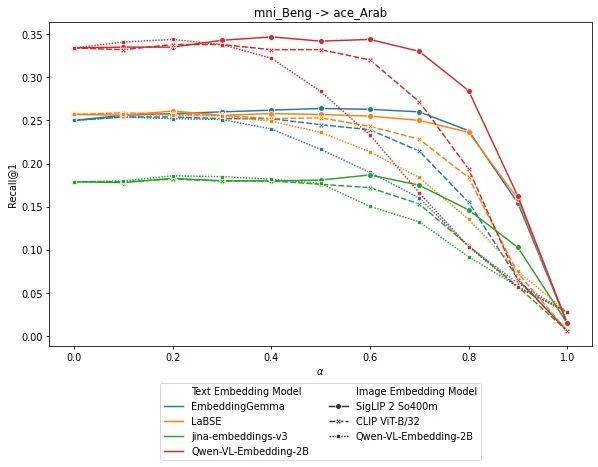 mni_Beng -> ace_Arab
Recall@1
0.35
0.30
0.25
0.20
0.15
0.10
0.05
0.00
0.0 0.2 0.4 0.6 0.8 1.0
α
Text Embedding Model
EmbeddingGemma
LaBSE
jina-embeddings-v3
Qwen-VL-Embedding-2B
Image Embedding Model
SigLIP 2 So400m
CLIP ViT-B/32
Qwen-VL-Embedding-2B